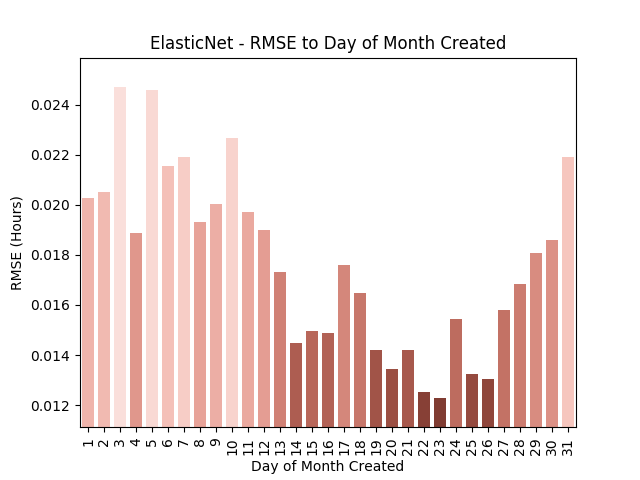 ElasticNet - RMSE to Day of Month Created
RMSE (Hours)
0.024
0.022
0.020
0.018
0.016
0.014
0.012
1 2 3 4 5 6 7 8 9 10 11 12 13 14 15 16 17 18 19 20 21 22 23 24 25 26 27 28 29 30 31
Day of Month Created